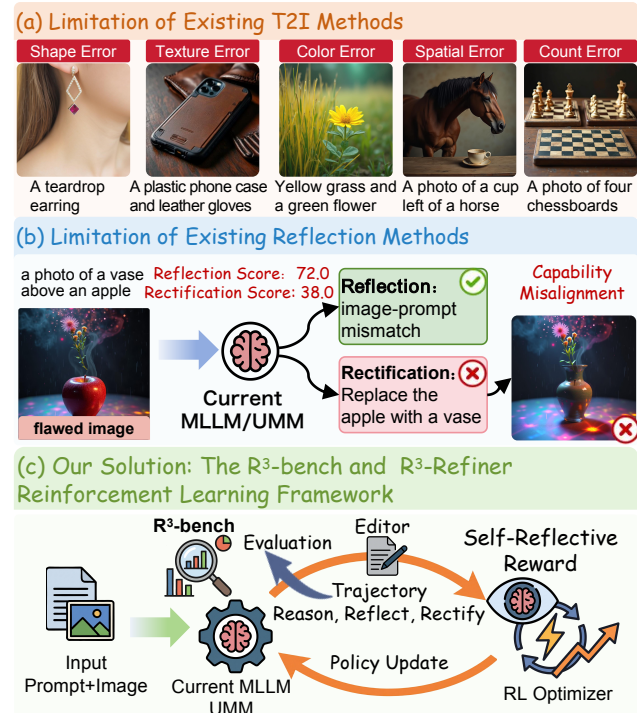 (a) Limitation of Existing T2I Methods
Shape Error
Texture Error
Color Error
Spatial Error
Count Error
A teardrop
earring
A plastic phone case
and leather gloves
Yellow grass and
a green flower
A photo of a cup
left of a horse
A photo of four
chessboards
(b) Limitation of Existing Reflection Methods
a photo of a vase
above an apple
flawed image
Reflection Score: 72.0
Rectification Score: 38.0
Current
MLLM/UMM
Reflection:
image-prompt
mismatch
Rectification:
Replace the
apple with a vase
Capability
Misalignment
(c) Our Solution: The R³-bench and R³-Refiner
Reinforcement Learning Framework
R³-bench
Evaluation
Editor
Self-Reflective
Reward
Trajectory
Reason, Reflect, Rectify
Input
Prompt+Image
Current MLLM
UMM
Policy Update
RL Optimizer